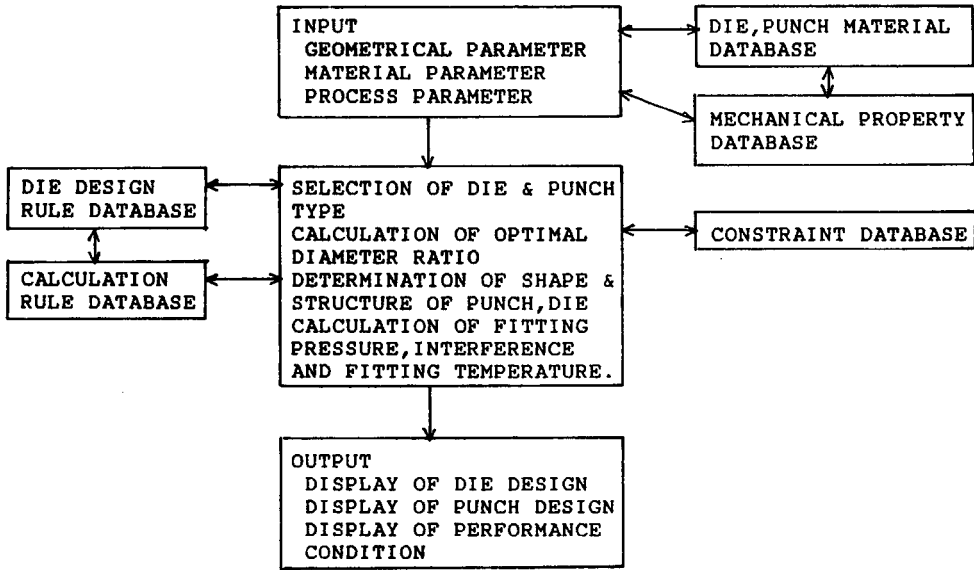 INPUT
GEOMETRICAL PARAMETER
MATERIAL PARAMETER
PROCESS PARAMETER
DIE,PUNCH MATERIAL
DATABASE
MECHANICAL PROPERTY
DATABASE
DIE DESIGN
RULE DATABASE
CALCULATION
RULE DATABASE
SELECTION OF DIE & PUNCH
TYPE
CALCULATION OF OPTIMAL
DIAMETER RATIO
DETERMINATION OF SHAPE &
STRUCTURE OF PUNCH,DIE
CALCULATION OF FITTING
PRESSURE,INTERFERENCE
AND FITTING TEMPERATURE.
CONSTRAINT DATABASE
OUTPUT
DISPLAY OF DIE DESIGN
DISPLAY OF PUNCH DESIGN
DISPLAY OF PERFORMANCE
CONDITION